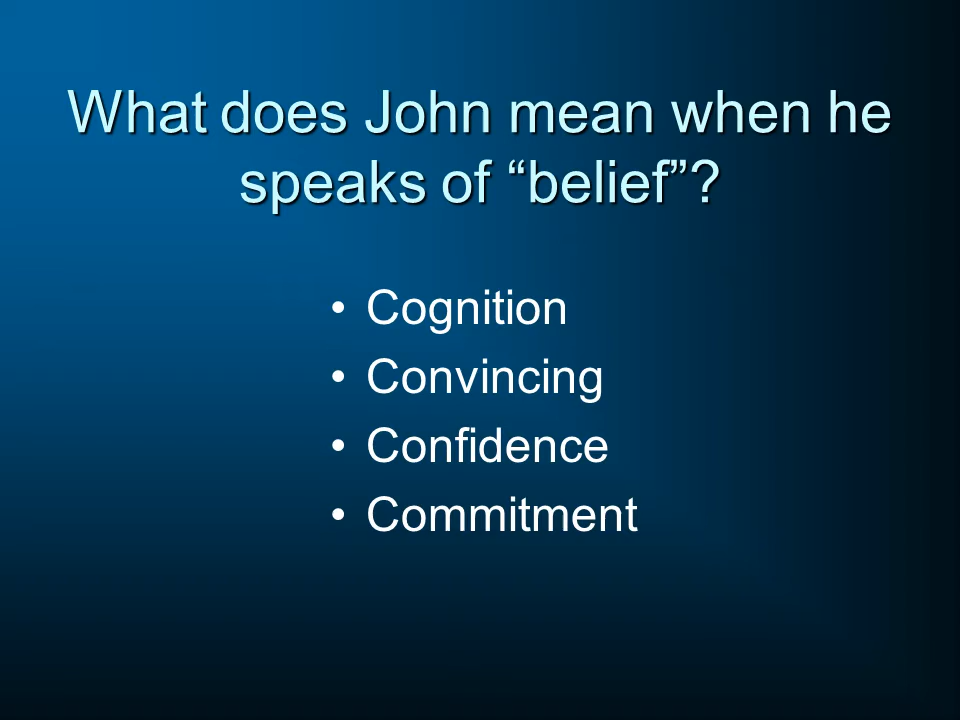 What does John mean when he
speaks of “belief”?
• Cognition
• Convincing
• Confidence
• Commitment